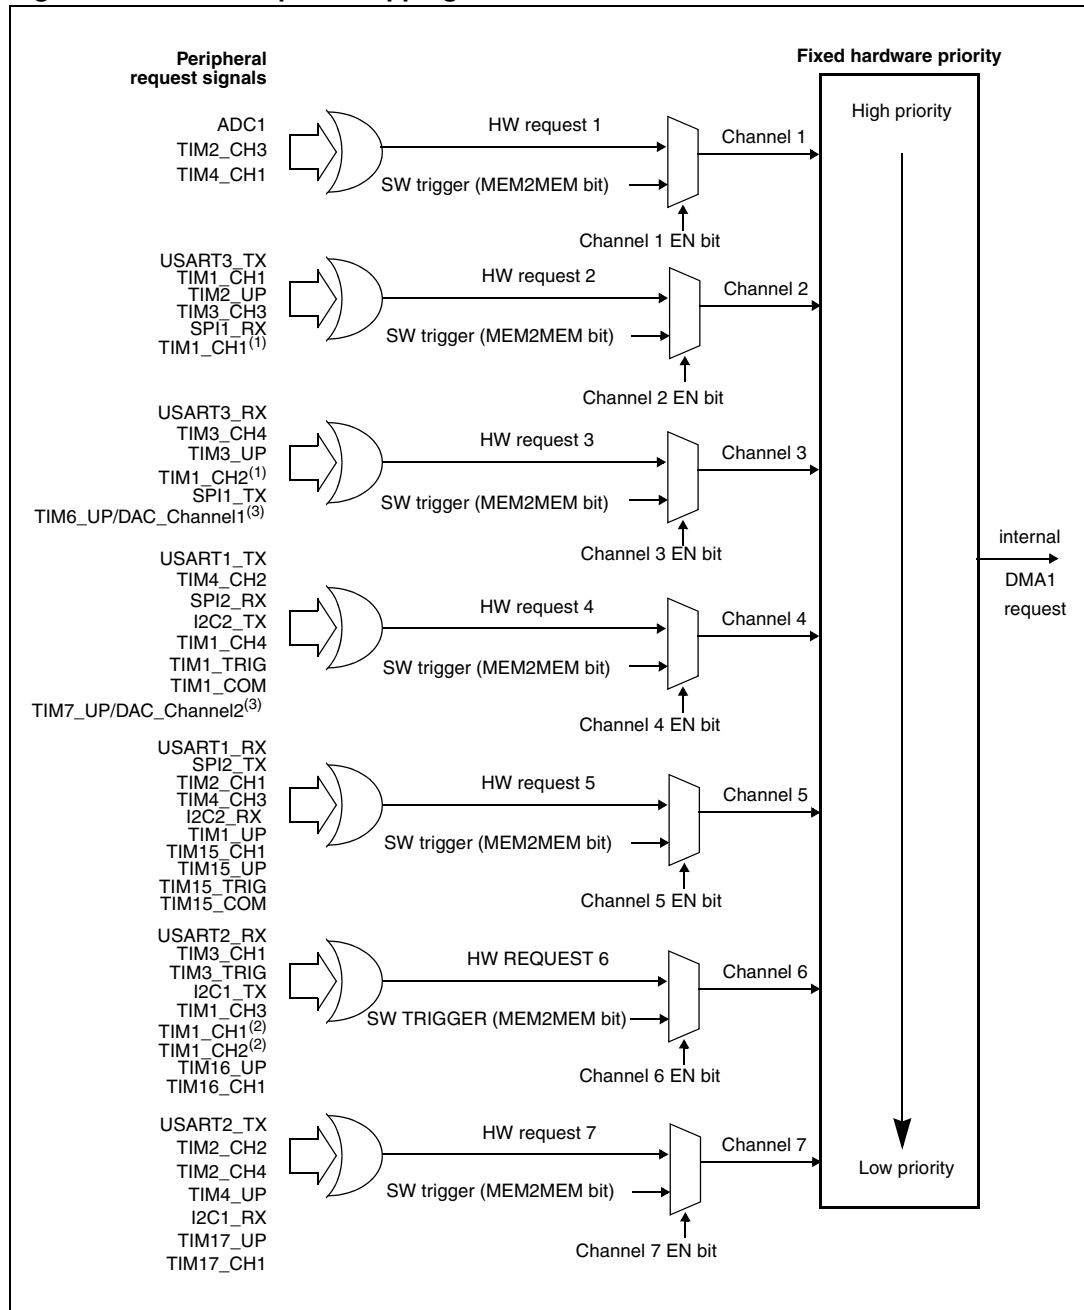 Peripheral
request signals
Fixed hardware priority
High priority
ADC1
TIM2_CH3
TIM4_CH1
HW request 1
SW trigger (MEM2MEM bit)
Channel 1
Channel 1 EN bit
USART3_TX
TIM1_CH1
TIM2_UP
TIM3_CH3
SPI1_RX
TIM1_CH1(1)
HW request 2
SW trigger (MEM2MEM bit)
Channel 2
Channel 2 EN bit
USART3_RX
TIM3_CH4
TIM3_UP
TIM1_CH2(1)
SPI1_TX
TIM6_UP/DAC_Channel1(3)
HW request 3
SW trigger (MEM2MEM bit)
Channel 3
Channel 3 EN bit
internal
DMA1
request
USART1_TX
TIM4_CH2
SPI2_RX
I2C2_TX
TIM1_CH4
TIM1_TRIG
TIM1_COM
TIM7_UP/DAC_Channel2(3)
HW request 4
SW trigger (MEM2MEM bit)
Channel 4
Channel 4 EN bit
USART1_RX
SPI2_TX
TIM2_CH1
TIM4_CH3
I2C2_RX
TIM1_UP
TIM15_CH1
TIM15_UP
TIM15_TRIG
TIM15_COM
HW request 5
SW trigger (MEM2MEM bit)
Channel 5
Channel 5 EN bit
USART2_RX
TIM3_CH1
TIM3_TRIG
I2C1_TX
TIM1_CH3
TIM1_CH1(2)
TIM1_CH2(2)
TIM16_UP
TIM16_CH1
HW REQUEST 6
SW TRIGGER (MEM2MEM bit)
Channel 6
Channel 6 EN bit
USART2_TX
TIM2_CH2
TIM2_CH4
TIM4_UP
I2C1_RX
TIM17_UP
TIM17_CH1
HW request 7
SW trigger (MEM2MEM bit)
Channel 7
Channel 7 EN bit
Low priority